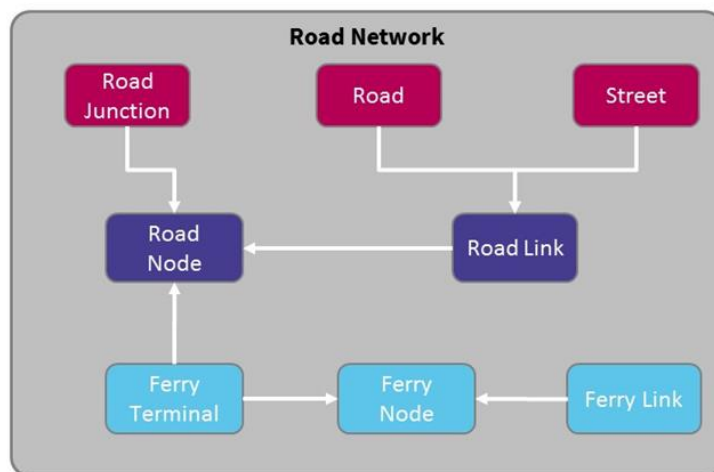 Road Network
Road
Junction
Road
Street
Road
Node
Road Link
Ferry
Terminal
Ferry
Node
Ferry Link